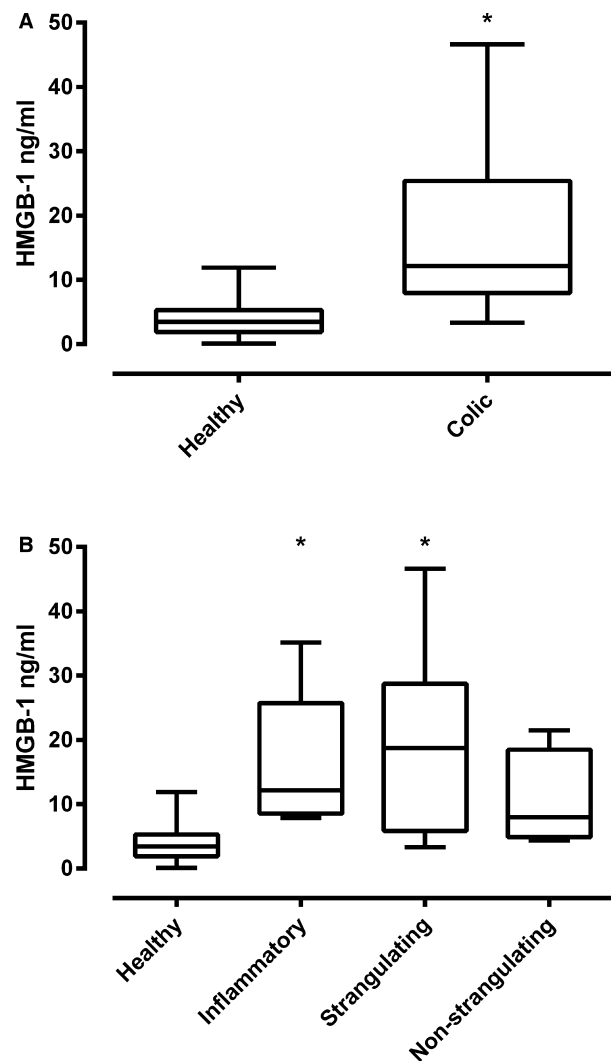 A
*
50
40
30
20
10
0
HMGB-1 ng/ml
Healthy
Colic
B
* *
50
40
30
20
10
0
HMGB-1 ng/ml
Healthy
Inflammatory
Strangulating
Non-strangulating